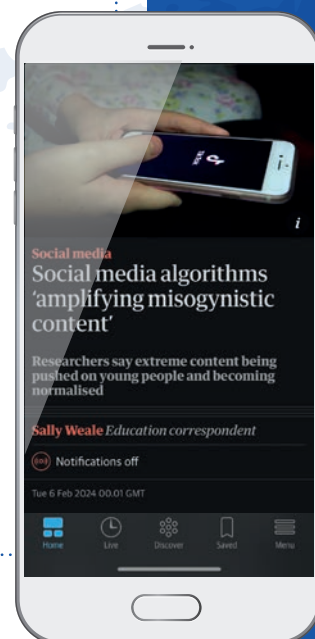 TikTok
Social media
Social media algorithms
‘amplifying misogynistic
content’
Researchers say extreme content being
pushed on young people and becoming
normalised
Sally Weale Education correspondent
Notifications off
Tue 6 Feb 2024 00.01 GMT
Home Live Discover Saved Menu